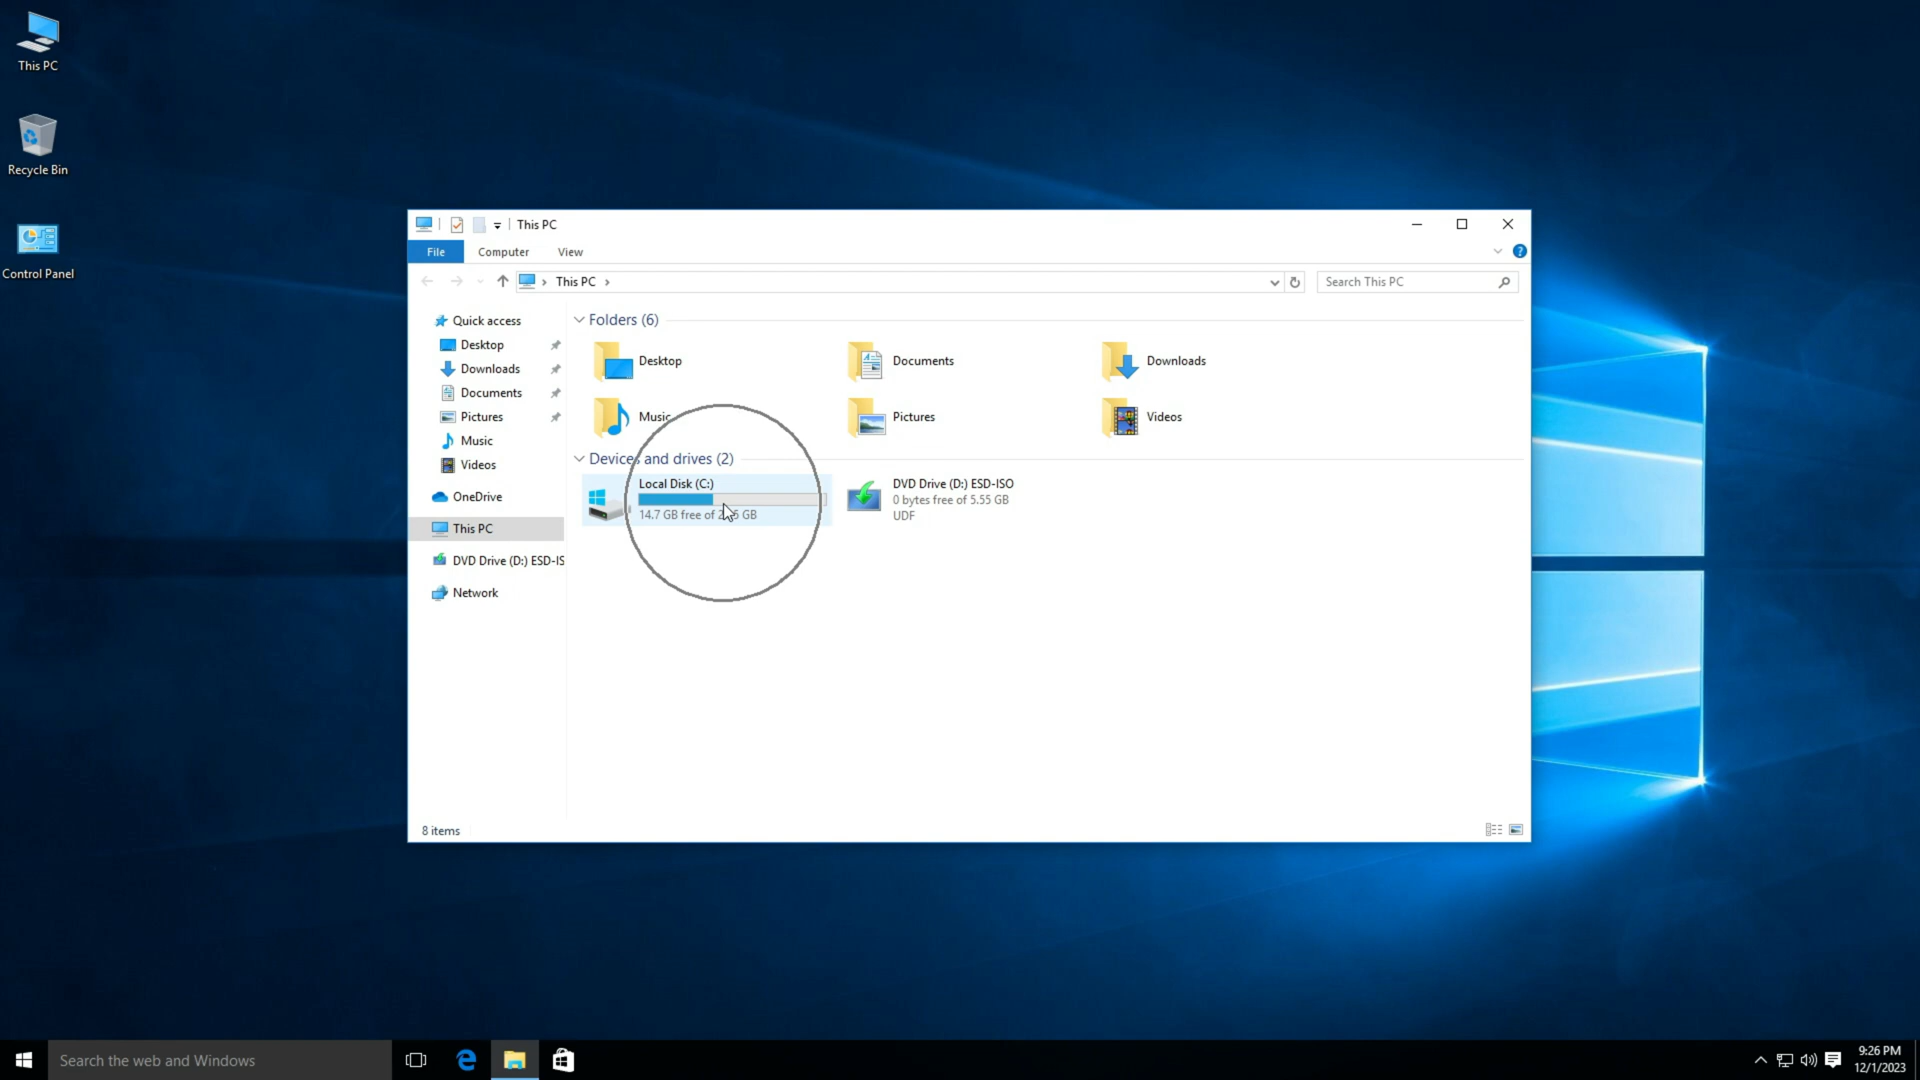 This PC
Recycle Bin
Control Panel
This PC
File
Computer
View
This PC
Search This PC
Quick access
Desktop
Downloads
Documents
Pictures
Music
Videos
OneDrive
This PC
DVD Drive (D:) ESD-IS
Network
Folders (6)
Desktop
Documents
Downloads
Music
Pictures
Videos
Devices and drives (2)
Local Disk (C:)
14.7 GB free of GB
DVD Drive (D:) ESD-ISO
0 bytes free of 5.55 GB
UDF
8 items
Search the web and Windows
9:26 PM
12/1/2023